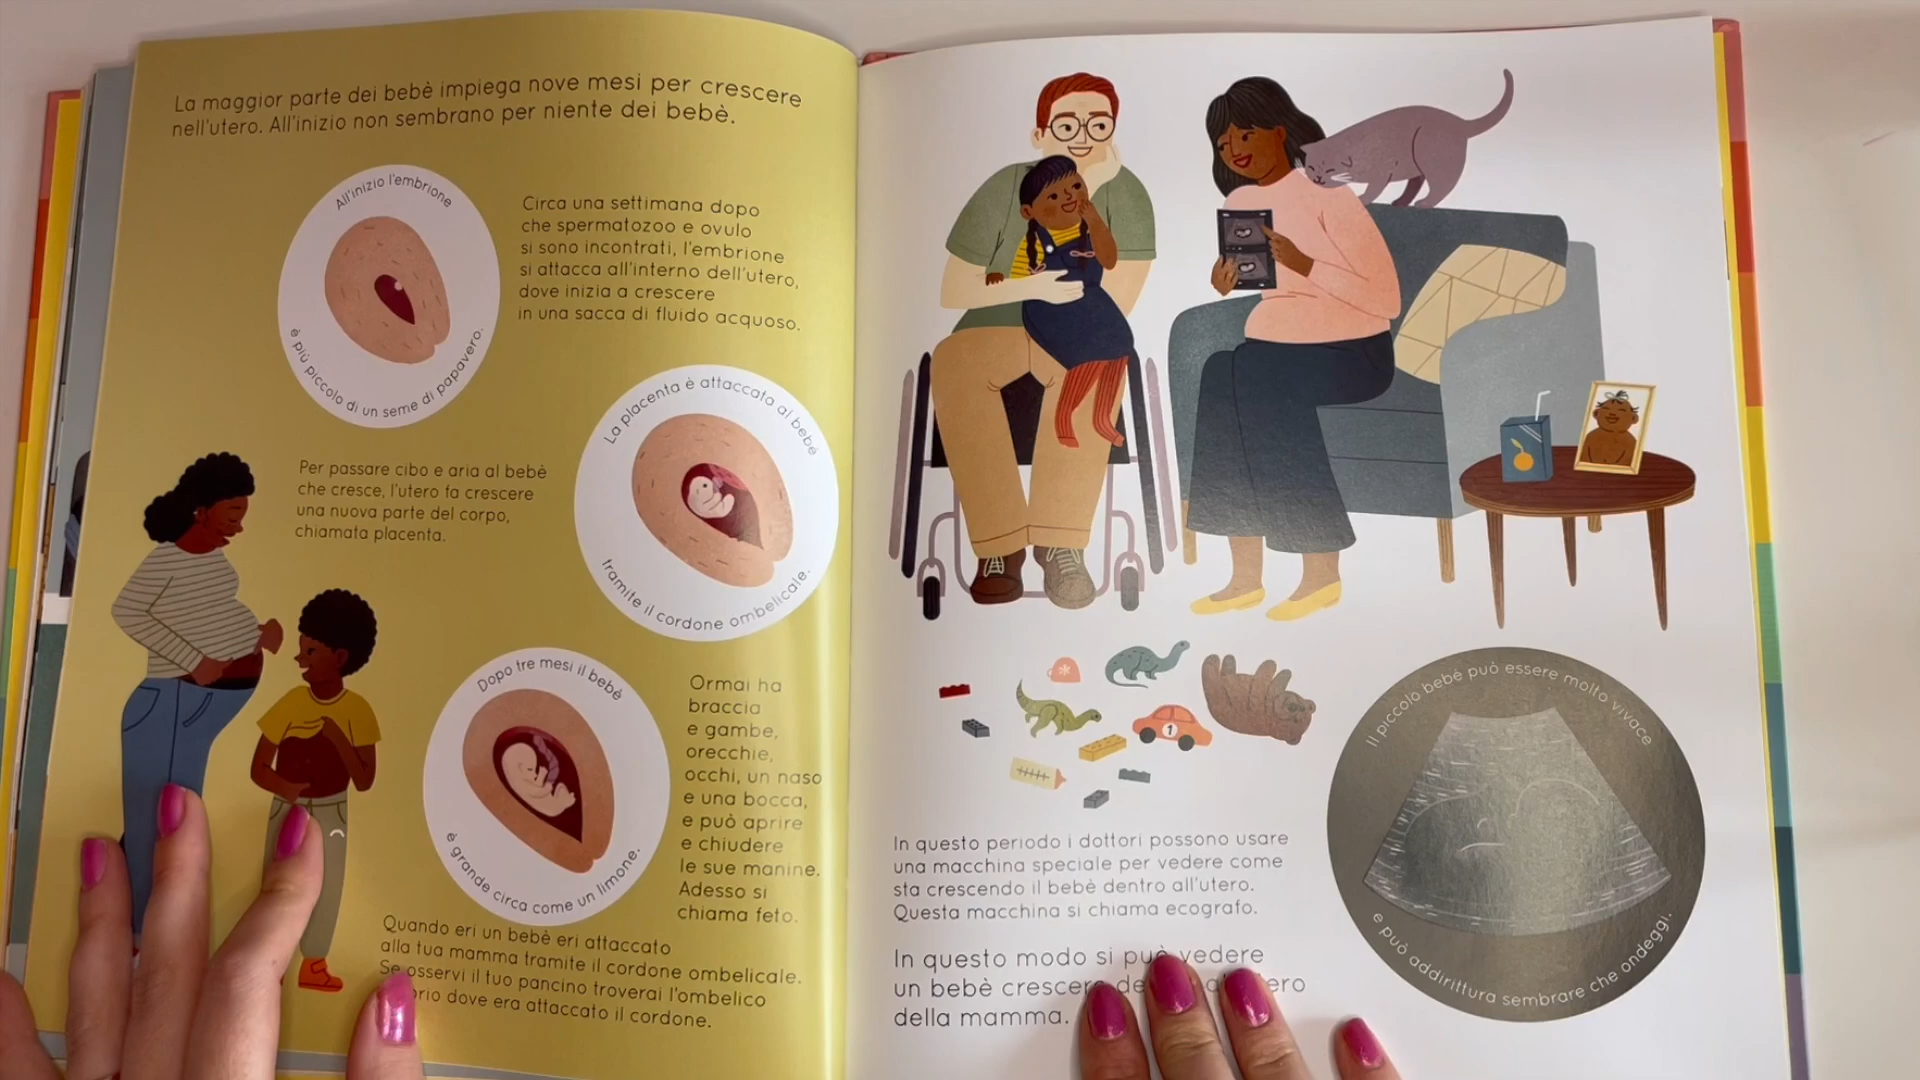 La maggior parte dei bebè impiega nove mesi per crescere
nell'utero. All'inizio non sembrano per niente dei bebè.
All'inizio l'embrione
è più piccolo di un seme di papavero.
Circa una settimana dopo
che spermatozoo e ovulo
si sono incontrati, l'embrione
si attacca all'interno dell'utero,
dove inizia a crescere
in una sacca di fluido acquoso.
Per passare cibo e aria al bebè
che cresce, l'utero fa crescere
una nuova parte del corpo,
chiamata placenta.
La placenta è attaccata al bebè
tramite il cordone ombelicale.
Dopo tre mesi il bebè
è grande circa come un limone.
Ormai ha
braccia
e gambe,
orecchie,
occhi, un naso
e una bocca,
e può aprire
e chiudere
le sue manine.
Adesso si
chiama feto.
Quando eri un bebè eri attaccato
alla tua mamma tramite il cordone ombelicale.
Se osservi il tuo pancino troverai l'ombelico
dove era attaccato il cordone.
1
In questo periodo i dottori possono usare
una macchina speciale per vedere come
sta crescendo il bebè dentro all'utero.
Questa macchina si chiama ecografo.
In questo modo si può vedere
un bebè crescere
della mamma.
Il piccolo bebè può essere molto vivace
e può addirittura sembrare che ondeggi.